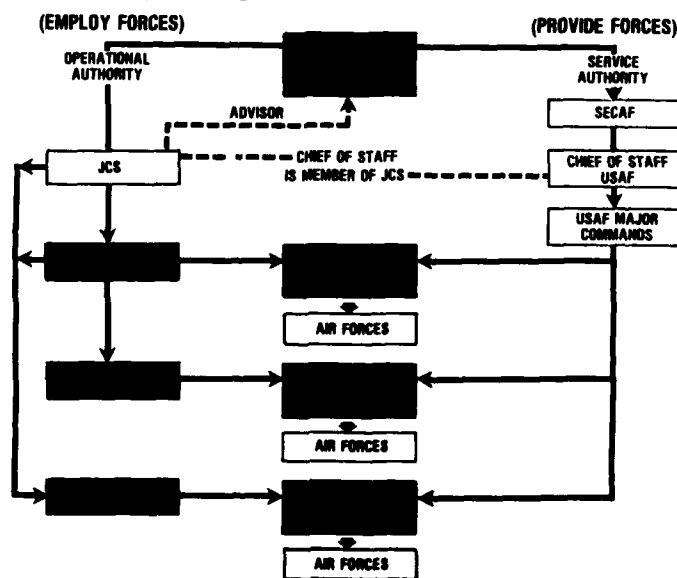 (EMPLOY FORCES)
(PROVIDE FORCES)
OPERATIONAL
AUTHORITY
SERVICE
AUTHORITY
ADVISOR
SECAF
JCS
CHIEF OF STAFF
IS MEMBER OF JCS
CHIEF OF STAFF
USAF
USAF MAJOR
COMMANDS
AIR FORCES
AIR FORCES
AIR FORCES